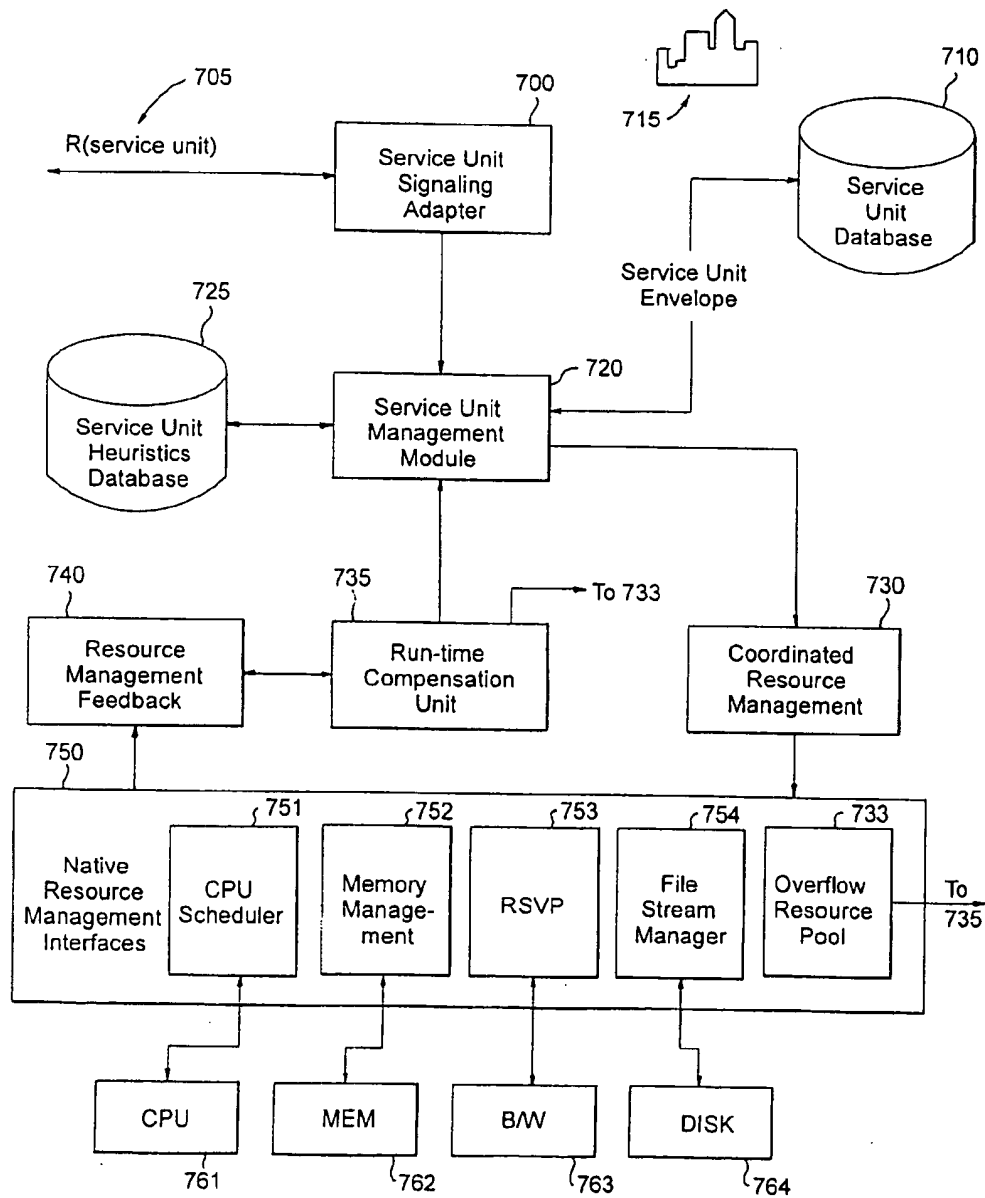 705
R(service unit)
700
Service Unit
Signaling
Adapter
715
710
Service
Unit
Database
Service Unit
Envelope
725
Service Unit
Heuristics
Database
720
Service Unit
Management
Module
740
Resource
Management
Feedback
735
Run-time
Compensation
Unit
To 733
730
Coordinated
Resource
Management
750
Native
Resource
Management
Interfaces
751
CPU
Scheduler
752
Memory
Manage-
ment
753
RSVP
754
File
Stream
Manager
733
Overflow
Resource
Pool
To
735
CPU
761
MEM
762
B/W
763
DISK
764